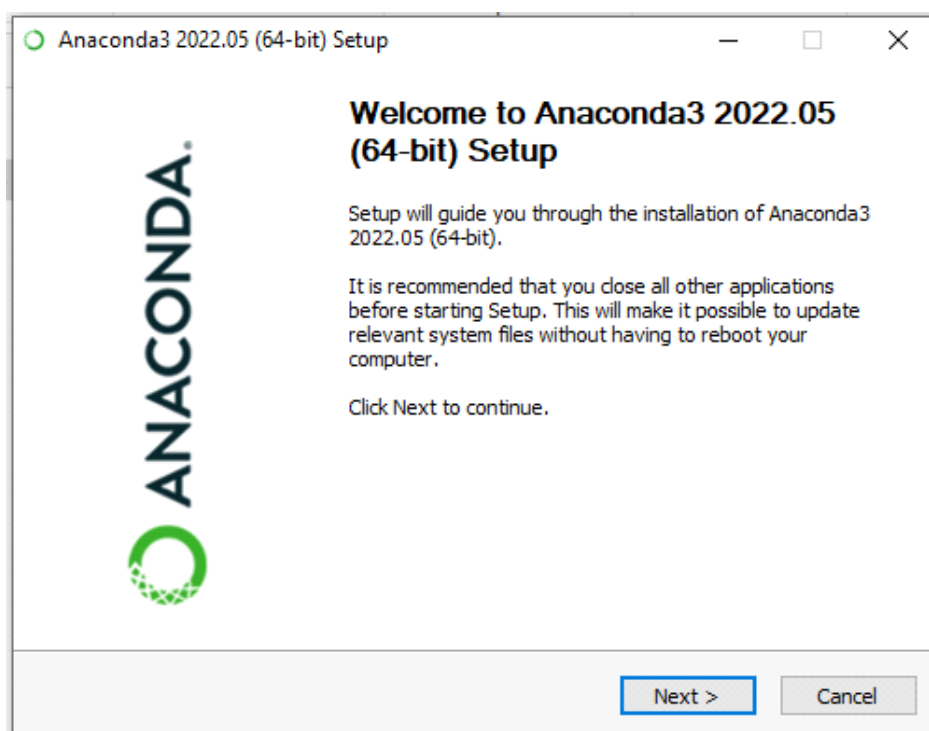 Anaconda3 2022.05 (64-bit) Setup
Welcome to Anaconda3 2022.05
(64-bit) Setup
ANACONDA.
Setup will guide you through the installation of Anaconda3
2022.05 (64-bit).
It is recommended that you close all other applications
before starting Setup. This will make it possible to update
relevant system files without having to reboot your
computer.
Click Next to continue.
Next >
Cancel